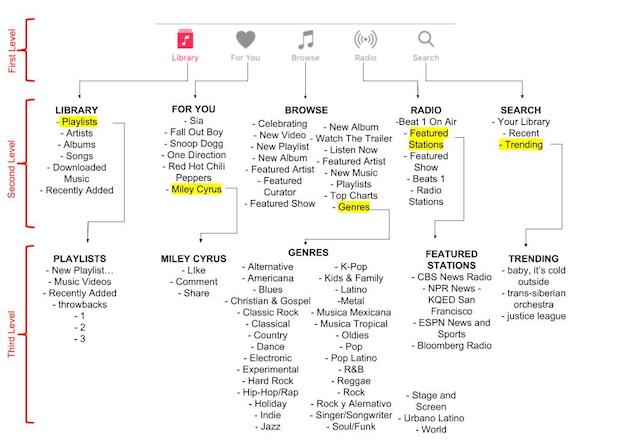 First Level
Library
For You
Browse
Radio
Search
Second Level
LIBRARY
- Playlists
- Artists
- Albums
- Songs
- Downloaded
Music
- Recently Added
FOR YOU
- Sia
- Fall Out Boy
- Snoop Dogg
- One Direction
- Red Hot Chili
Peppers
- Miley Cyrus
BROWSE
- Celebrating
- New Video
- New Playlist
- New Album
- Featured Artist
- Featured
Curator
- Featured Show
- New Album
- Watch The Trailer
- Listen Now
- Featured Artist
- New Music
- Playlists
- Top Charts
- Genres
RADIO
-Beat 1 On Air
- Featured
Stations
- Featured
Show
- Beats 1
- Radio
Stations
SEARCH
- Your Library
- Recent
- Trending
Third Level
PLAYLISTS
- New Playlist...
- Music Videos
- Recently Added
- throwbacks
- 1
- 2
- 3
MILEY CYRUS
- LIke
- Comment
- Share
GENRES
- Alternative
- Americana
- Blues
- Christian & Gospel
- Classic Rock
- Classical
- Country
- Dance
- Electronic
- Experimental
- Hard Rock
- Hip-Hop/Rap
- Holiday
- Indie
- Jazz
- K-Pop
- Kids & Family
- Latino
-Metal
- Musica Mexicana
- Musica Tropical
- Oldies
- Pop
- Pop Latino
- R&B
- Reggae
- Rock
- Rock y Alernativo
- Singer/Songwriter
- Soul/Funk
- Stage and
Screen
- Urbano Latino
- World
FEATURED
STATIONS
- CBS News Radio
- NPR News -
KQED San
Francisco
- ESPN News and
Sports
- Bloomberg Radio
TRENDING
- baby, it's cold
outside
- trans-siberian
orchestra
- justice league